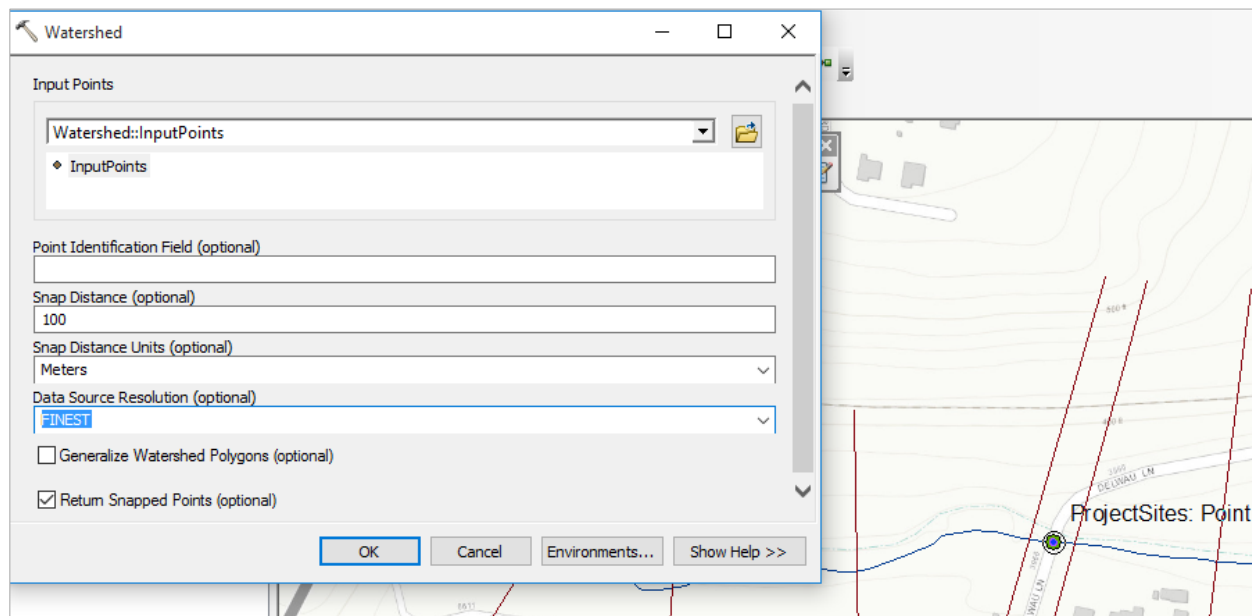 Watershed
Input Points
Watershed::InputPoints
InputPoints
Point Identification Field (optional)
Snap Distance (optional)
100
Snap Distance Units (optional)
Meters
Data Source Resolution (optional)
FINEST
Generalize Watershed Polygons (optional)
Return Snapped Points (optional)
OK
Cancel
Environments...
Show Help >>
DELWAU LN
ProjectSites: Point